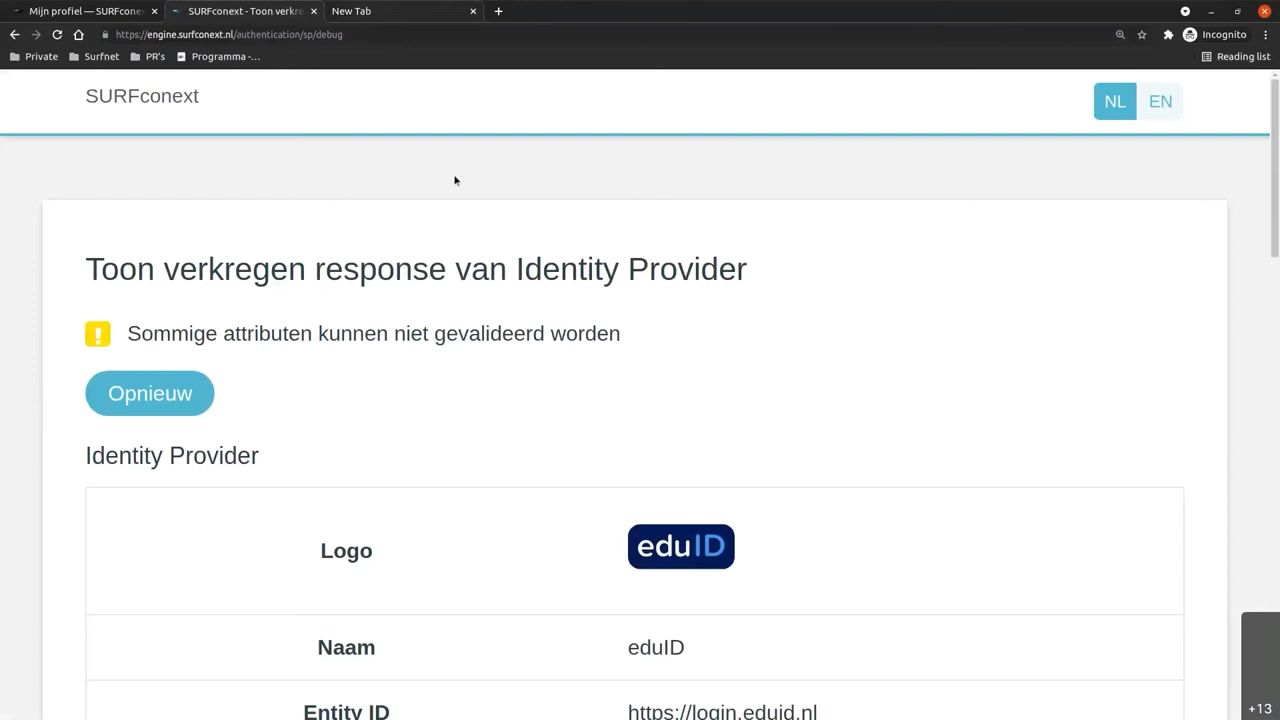 Mijn profiel — SURFconex
SURFconext - Toon verkre
New Tab
https://engine.surfconext.nl/authentication/sp/debug
Incognito
Private
Surfnet
PR's
Programma -...
Reading list
SURFconext
NL
EN
Toon verkregen response van Identity Provider
Sommige attributen kunnen niet gevalideerd worden
Opnieuw
Identity Provider
Logo
eduID
Naam
eduID
Entity ID
https://login.eduid.nl
+13